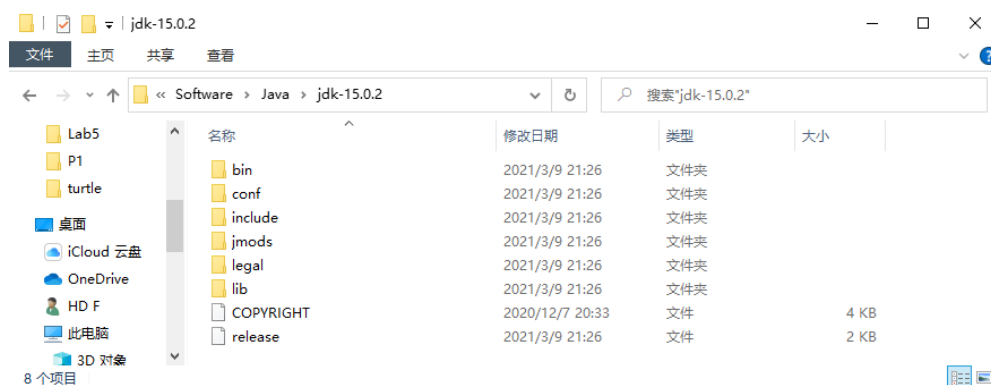 jdk-15.0.2
文件 主页 共享 查看
« Software › Java › jdk-15.0.2 搜索"jdk-15.0.2"
Lab5
P1
turtle
桌面
iCloud 云盘
OneDrive
HD F
此电脑
3D 对象
名称 修改日期 类型 大小
bin 2021/3/9 21:26 文件夹
conf 2021/3/9 21:26 文件夹
include 2021/3/9 21:26 文件夹
jmods 2021/3/9 21:26 文件夹
legal 2021/3/9 21:26 文件夹
lib 2021/3/9 21:26 文件夹
COPYRIGHT 2020/12/7 20:33 文件 4 KB
release 2021/3/9 21:26 文件 2 KB
8 个项目